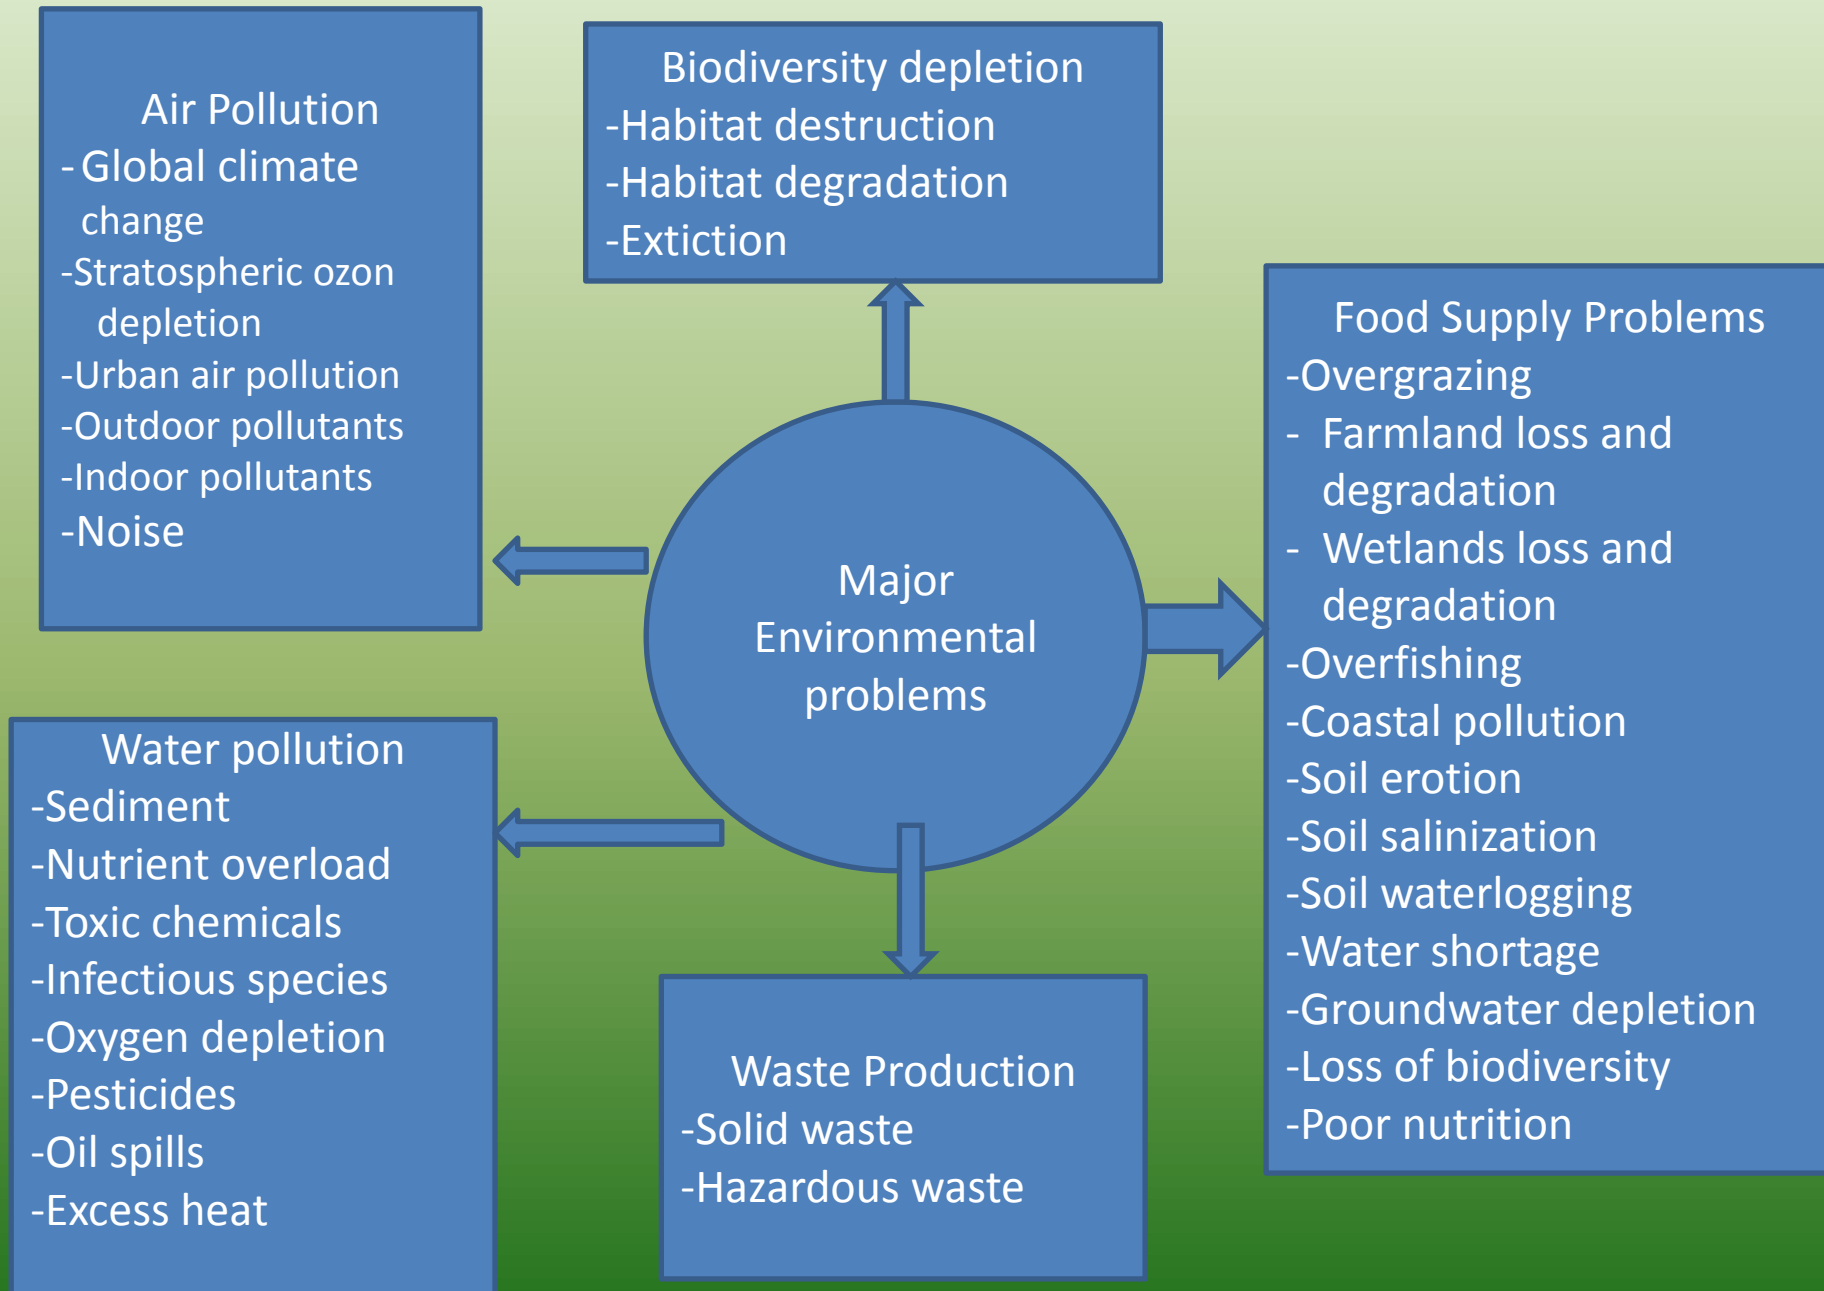 Air Pollution
- Global climate
change
-Stratospheric ozon
depletion
-Urban air pollution
-Outdoor pollutants
-Indoor pollutants
-Noise
Biodiversity depletion
-Habitat destruction
-Habitat degradation
-Extiction
Food Supply Problems
-Overgrazing
- Farmland loss and
degradation
- Wetlands loss and
degradation
-Overfishing
-Coastal pollution
-Soil erotion
-Soil salinization
-Soil waterlogging
-Water shortage
-Groundwater depletion
-Loss of biodiversity
-Poor nutrition
Major
Environmental
problems
Water pollution
-Sediment
-Nutrient overload
-Toxic chemicals
-Infectious species
-Oxygen depletion
-Pesticides
-Oil spills
-Excess heat
Waste Production
-Solid waste
-Hazardous waste